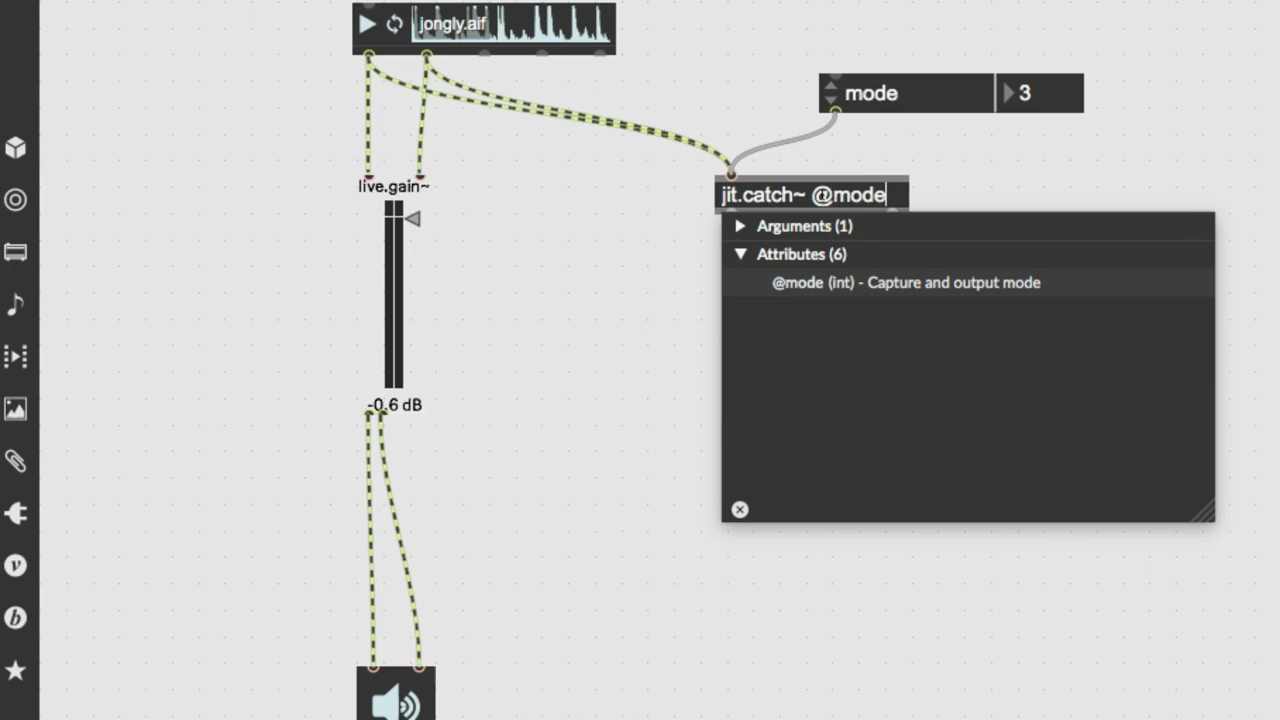 jongly.aif
mode
3
live.gain~
jit.catch~ @mode
Arguments (1)
Attributes (6)
@mode (int) - Capture and output mode
-0.6 dB